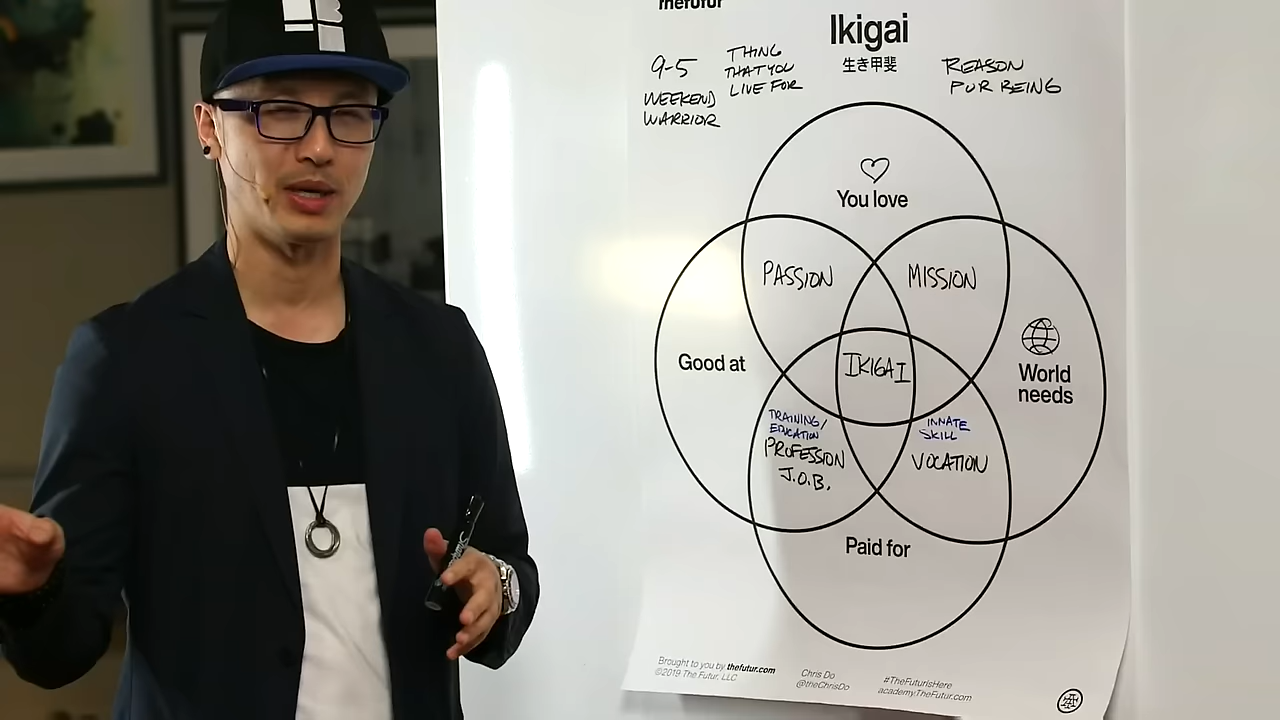 thefutur
Ikigai
生き甲斐
9-5
WEEKEND
WARRIOR
THING
THAT YOU
LIVE FOR
REASON
PUR BEING
You love
PASSION
MISSION
Good at
IKIGAI
World
needs
TRAINING/
EDUCATION
PROFESSION
J.O.B.
INNATE
SKILL
VOCATION
Paid for
Brought to you by thefutur.com
©2019 The Futur, LLC
Chris Do
@theChrisDo
#TheFuturIsHere
academy.TheFutur.com